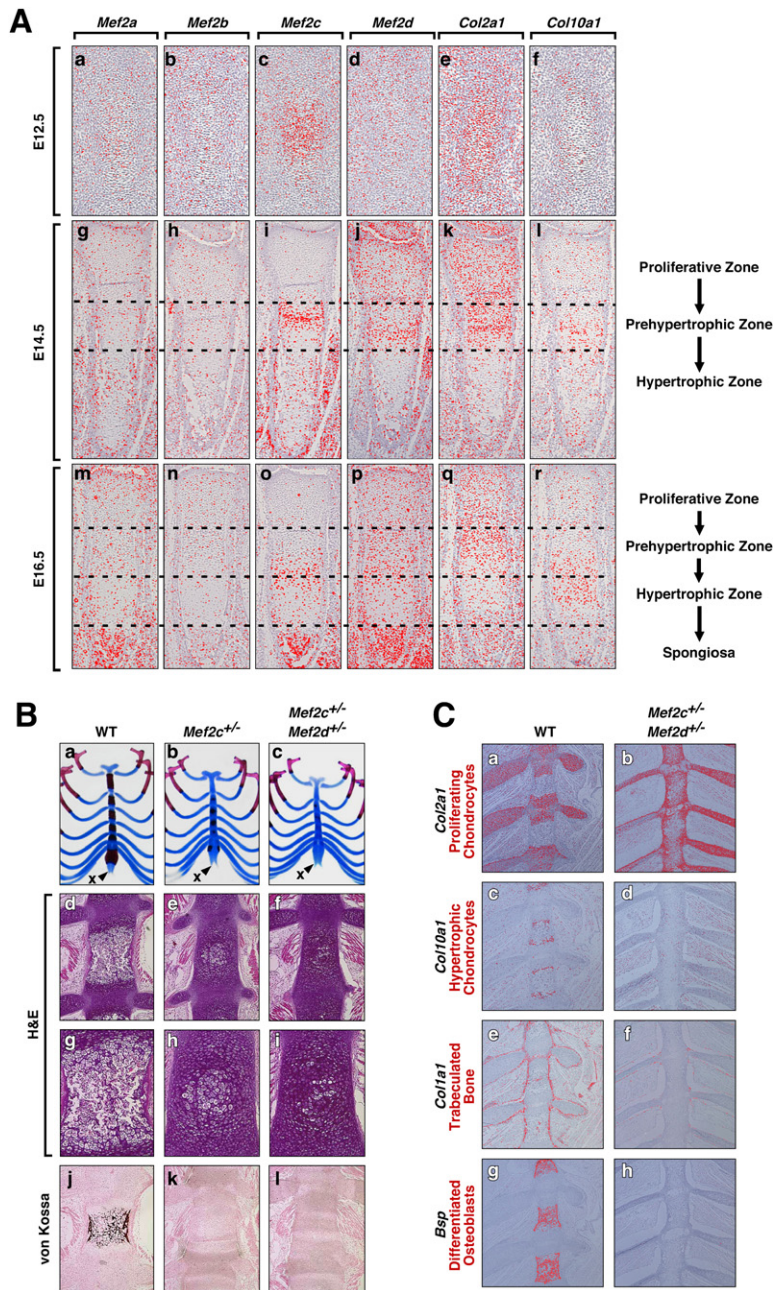 A
Mef2a Mef2b Mef2c Mef2d Col2a1 Col10a1
E12.5
a b c d e f
E14.5
g h i j k l
Proliferative Zone
Prehypertrophic Zone
Hypertrophic Zone
E16.5
m n o p q r
Proliferative Zone
Prehypertrophic Zone
Hypertrophic Zone
Spongiosa
B
WT Mef2c+/- Mef2c+/-
Mef2d+/-
a b c
x x x
H&E
d e f
g h i
von Kossa
j k l
C
WT Mef2c+/-
Mef2d+/-
Col2a1
Proliferating
Chondrocytes
a b
Col10a1
Hypertrophic
Chondrocytes
c d
Col1a1
Trabeculated
Bone
e f
Bsp
Differentiated
Osteoblasts
g h